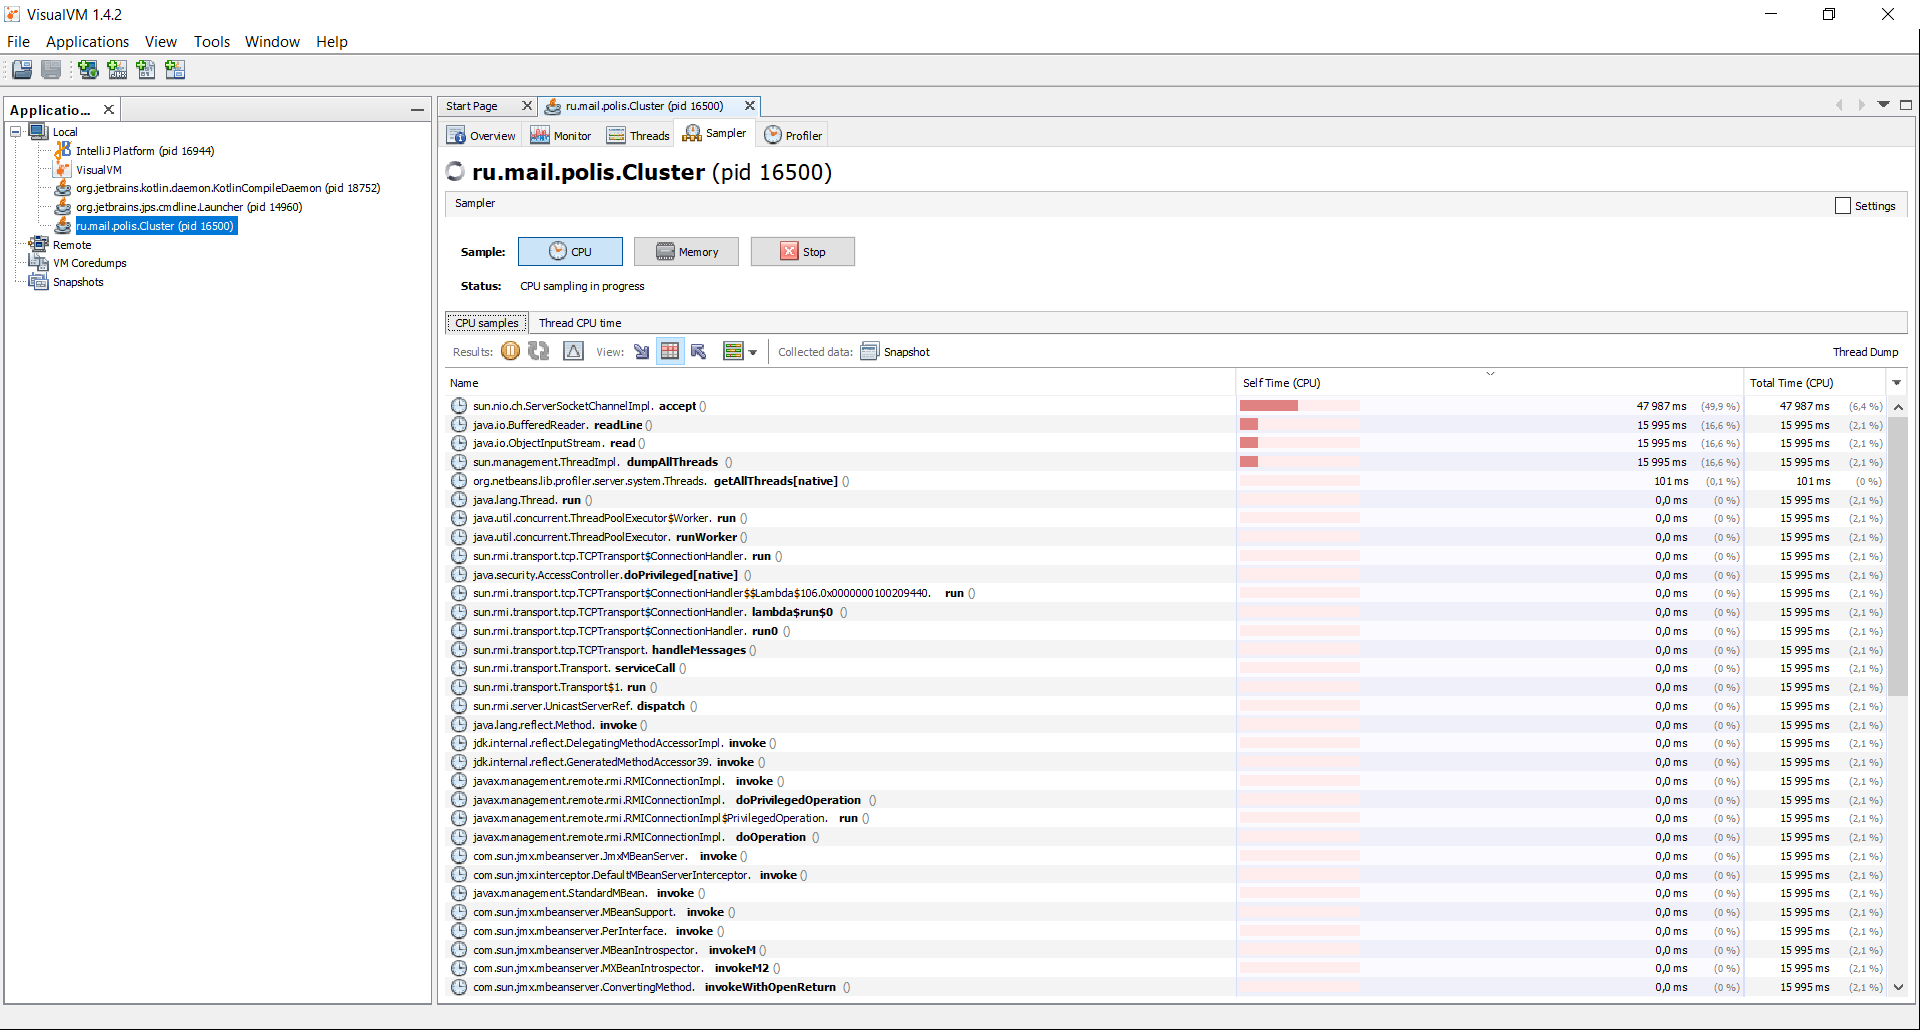 VisualVM 1.4.2
File Applications View Tools Window Help
Applicatio...
Local
IntelliJ Platform (pid 16944)
VisualVM
org.jetbrains.kotlin.daemon.KotlinCompileDaemon (pid 18752)
org.jetbrains.jps.cmdline.Launcher (pid 14960)
ru.mail.polis.Cluster (pid 16500)
Remote
VM Coredumps
Snapshots
Start Page ru.mail.polis.Cluster (pid 16500)
Overview Monitor Threads Sampler Profiler
ru.mail.polis.Cluster (pid 16500)
Sampler Settings
Sample: CPU Memory Stop
Status: CPU sampling in progress
CPU samples Thread CPU time
Results: View: Collected data: Snapshot Thread Dump
Name Self Time (CPU) Total Time (CPU)
sun.nio.ch.ServerSocketChannelImpl.accept () 47 987 ms (49,9 %) 47 987 ms (6,4 %)
java.io.BufferedReader.readLine () 15 995 ms (16,6 %) 15 995 ms (2,1 %)
java.io.ObjectInputStream.read () 15 995 ms (16,6 %) 15 995 ms (2,1 %)
sun.management.ThreadImpl.dumpAllThreads () 15 995 ms (16,6 %) 15 995 ms (2,1 %)
org.netbeans.lib.profiler.server.system.Threads.getAllThreads[native] () 101 ms (0,1 %) 101 ms (0 %)
java.lang.Thread.run () 0,0 ms (0 %) 15 995 ms (2,1 %)
java.util.concurrent.ThreadPoolExecutor$Worker.run () 0,0 ms (0 %) 15 995 ms (2,1 %)
java.util.concurrent.ThreadPoolExecutor.runWorker () 0,0 ms (0 %) 15 995 ms (2,1 %)
sun.rmi.transport.tcp.TCPTransport$ConnectionHandler.run () 0,0 ms (0 %) 15 995 ms (2,1 %)
java.security.AccessController.doPrivileged[native] () 0,0 ms (0 %) 15 995 ms (2,1 %)
sun.rmi.transport.tcp.TCPTransport$ConnectionHandler$$Lambda$106.0x0000000100209440.run () 0,0 ms (0 %) 15 995 ms (2,1 %)
sun.rmi.transport.tcp.TCPTransport$ConnectionHandler.lambda$run$0 () 0,0 ms (0 %) 15 995 ms (2,1 %)
sun.rmi.transport.tcp.TCPTransport$ConnectionHandler.run0 () 0,0 ms (0 %) 15 995 ms (2,1 %)
sun.rmi.transport.tcp.TCPTransport.handleMessages () 0,0 ms (0 %) 15 995 ms (2,1 %)
sun.rmi.transport.Transport.serviceCall () 0,0 ms (0 %) 15 995 ms (2,1 %)
sun.rmi.transport.Transport$1.run () 0,0 ms (0 %) 15 995 ms (2,1 %)
sun.rmi.server.UnicastServerRef.dispatch () 0,0 ms (0 %) 15 995 ms (2,1 %)
java.lang.reflect.Method.invoke () 0,0 ms (0 %) 15 995 ms (2,1 %)
jdk.internal.reflect.DelegatingMethodAccessorImpl.invoke () 0,0 ms (0 %) 15 995 ms (2,1 %)
jdk.internal.reflect.GeneratedMethodAccessor39.invoke () 0,0 ms (0 %) 15 995 ms (2,1 %)
javax.management.remote.rmi.RMIConnectionImpl.invoke () 0,0 ms (0 %) 15 995 ms (2,1 %)
javax.management.remote.rmi.RMIConnectionImpl.doPrivilegedOperation () 0,0 ms (0 %) 15 995 ms (2,1 %)
javax.management.remote.rmi.RMIConnectionImpl$PrivilegedOperation.run () 0,0 ms (0 %) 15 995 ms (2,1 %)
javax.management.remote.rmi.RMIConnectionImpl.doOperation () 0,0 ms (0 %) 15 995 ms (2,1 %)
com.sun.jmx.mbeanserver.JmxMBeanServer.invoke () 0,0 ms (0 %) 15 995 ms (2,1 %)
com.sun.jmx.interceptor.DefaultMBeanServerInterceptor.invoke () 0,0 ms (0 %) 15 995 ms (2,1 %)
javax.management.StandardMBean.invoke () 0,0 ms (0 %) 15 995 ms (2,1 %)
com.sun.jmx.mbeanserver.MBeanSupport.invoke () 0,0 ms (0 %) 15 995 ms (2,1 %)
com.sun.jmx.mbeanserver.PerInterface.invoke () 0,0 ms (0 %) 15 995 ms (2,1 %)
com.sun.jmx.mbeanserver.MBeanIntrospector.invokeM () 0,0 ms (0 %) 15 995 ms (2,1 %)
com.sun.jmx.mbeanserver.MXBeanIntrospector.invokeM2 () 0,0 ms (0 %) 15 995 ms (2,1 %)
com.sun.jmx.mbeanserver.ConvertingMethod.invokeWithOpenReturn () 0,0 ms (0 %) 15 995 ms (2,1 %)